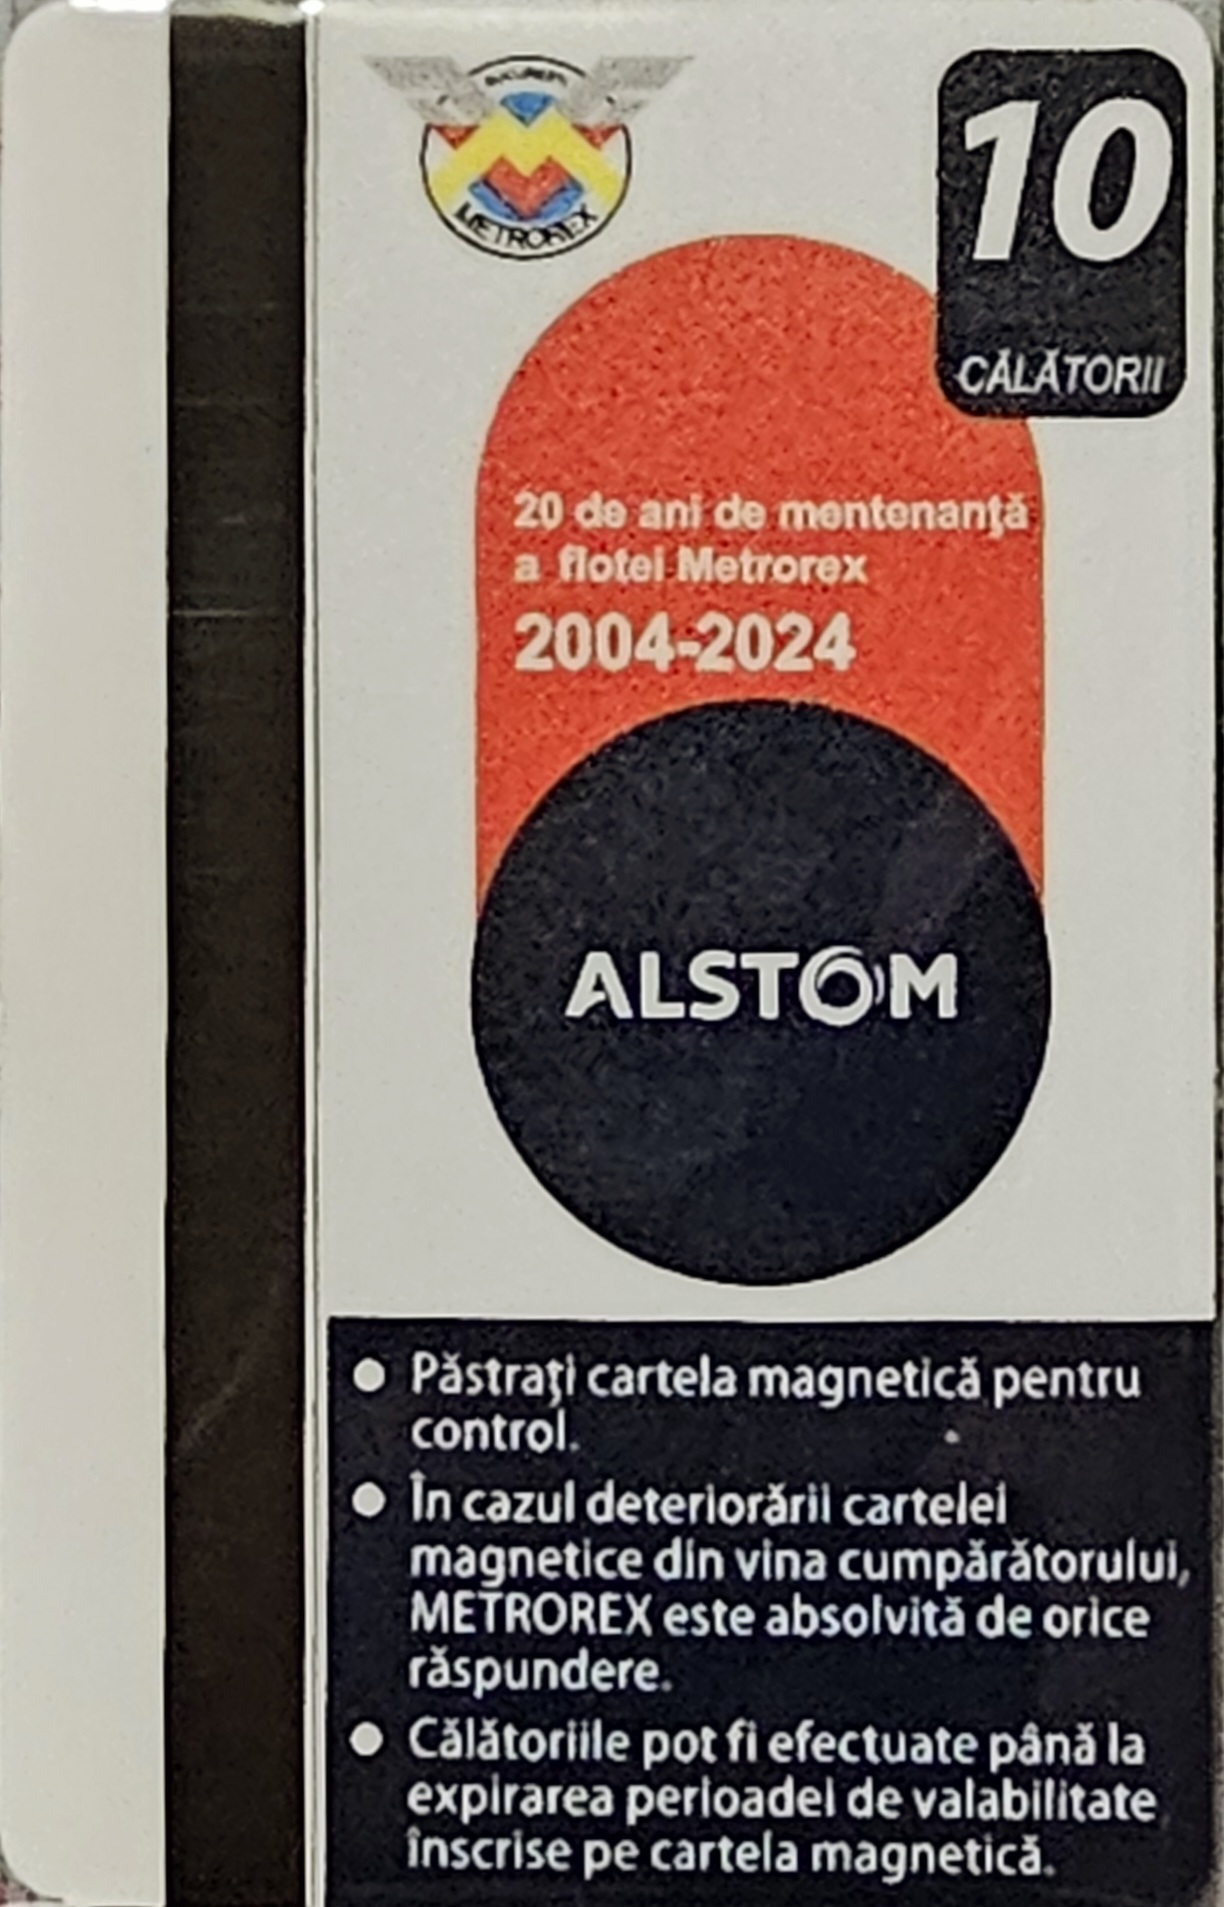 BUCUREȘTI
METROREX
10
CĂLĂTORII
20 de ani de mentenanță
a flotei Metrorex
2004-2024
ALSTOM
● Păstrați cartela magnetică pentru
control.
● În cazul deteriorării cartelei
magnetice din vina cumpărătorului,
METROREX este absolvită de orice
răspundere.
● Călătoriile pot fi efectuate până la
expirarea perioadei de valabilitate
înscrise pe cartela magnetică.